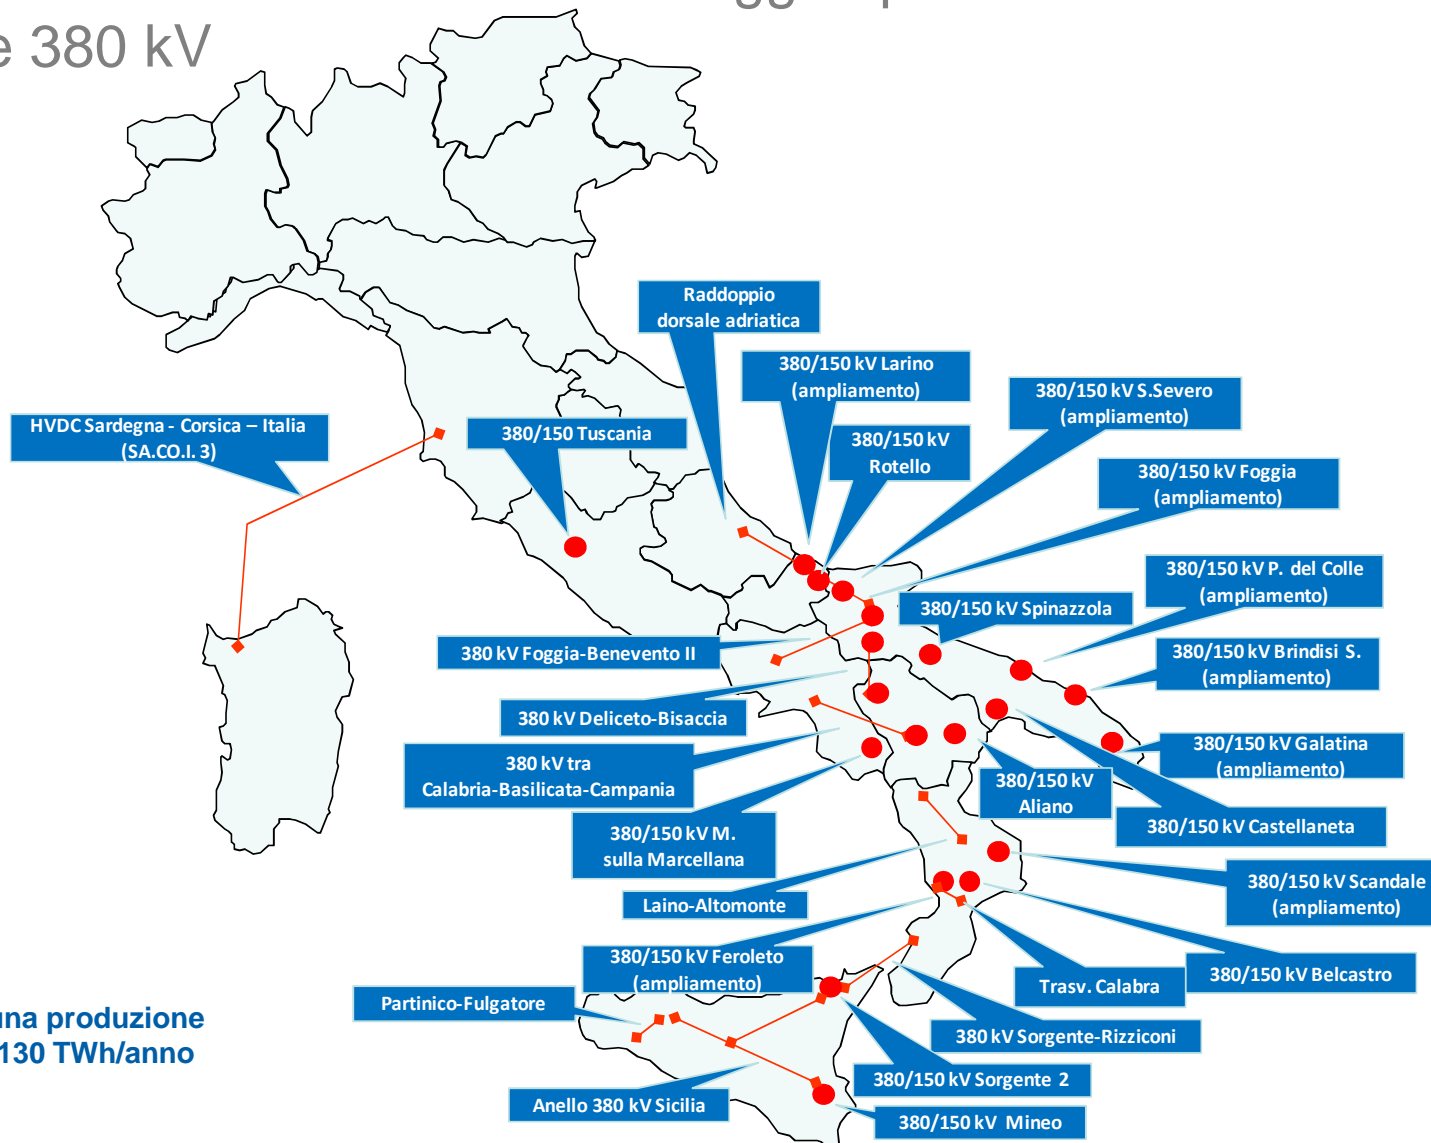 e 380 kV
Raddoppio
dorsale adriatica
380/150 kV Larino
(ampliamento)
380/150 kV S.Severo
(ampliamento)
HVDC Sardegna - Corsica – Italia
(SA.CO.I. 3)
380/150 Tuscania
380/150 kV
Rotello
380/150 kV Foggia
(ampliamento)
380/150 kV P. del Colle
(ampliamento)
380/150 kV Spinazzola
380 kV Foggia-Benevento II
380/150 kV Brindisi S.
(ampliamento)
380 kV Deliceto-Bisaccia
380/150 kV Galatina
(ampliamento)
380 kV tra
Calabria-Basilicata-Campania
380/150 kV
Aliano
380/150 kV Castellaneta
380/150 kV M.
sulla Marcellana
380/150 kV Scandale
(ampliamento)
Laino-Altomonte
380/150 kV Feroleto
(ampliamento)
380/150 kV Belcastro
Trasv. Calabra
Partinico-Fulgatore
una produzione
130 TWh/anno
380 kV Sorgente-Rizziconi
380/150 kV Sorgente 2
Anello 380 kV Sicilia
380/150 kV Mineo